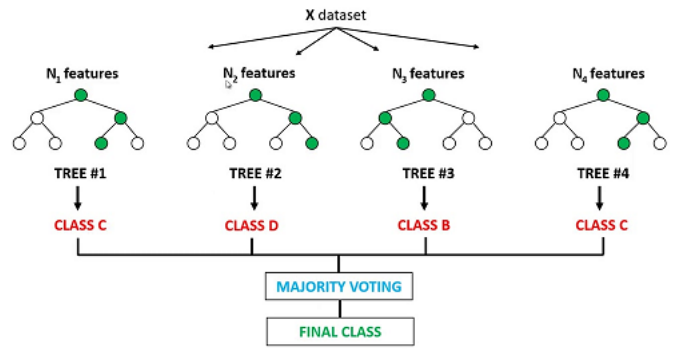 X dataset
N₁ features
N₂ features
N₃ features
N₄ features
TREE #1
TREE #2
TREE #3
TREE #4
CLASS C
CLASS D
CLASS B
CLASS C
MAJORITY VOTING
FINAL CLASS